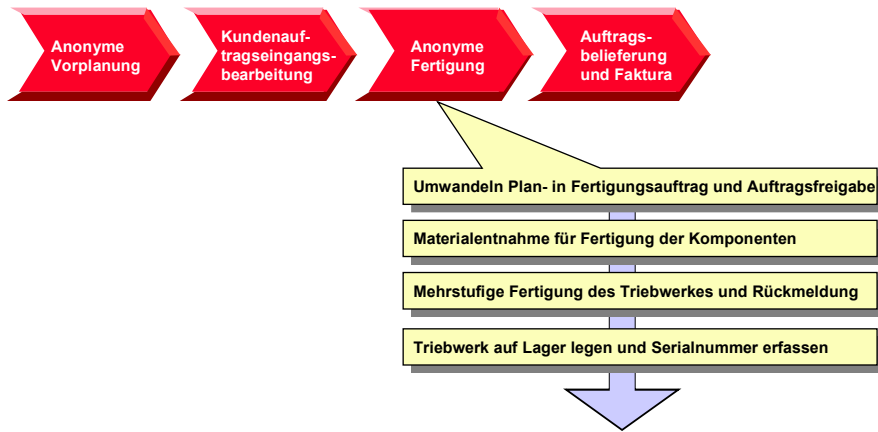 Anonyme
Vorplanung
Kundenauf-
tragseingangs-
bearbeitung
Anonyme
Fertigung
Auftrags-
belieferung
und Faktura
Umwandeln Plan- in Fertigungsauftrag und Auftragsfreigabe
Materialentnahme für Fertigung der Komponenten
Mehrstufige Fertigung des Triebwerkes und Rückmeldung
Triebwerk auf Lager legen und Serialnummer erfassen